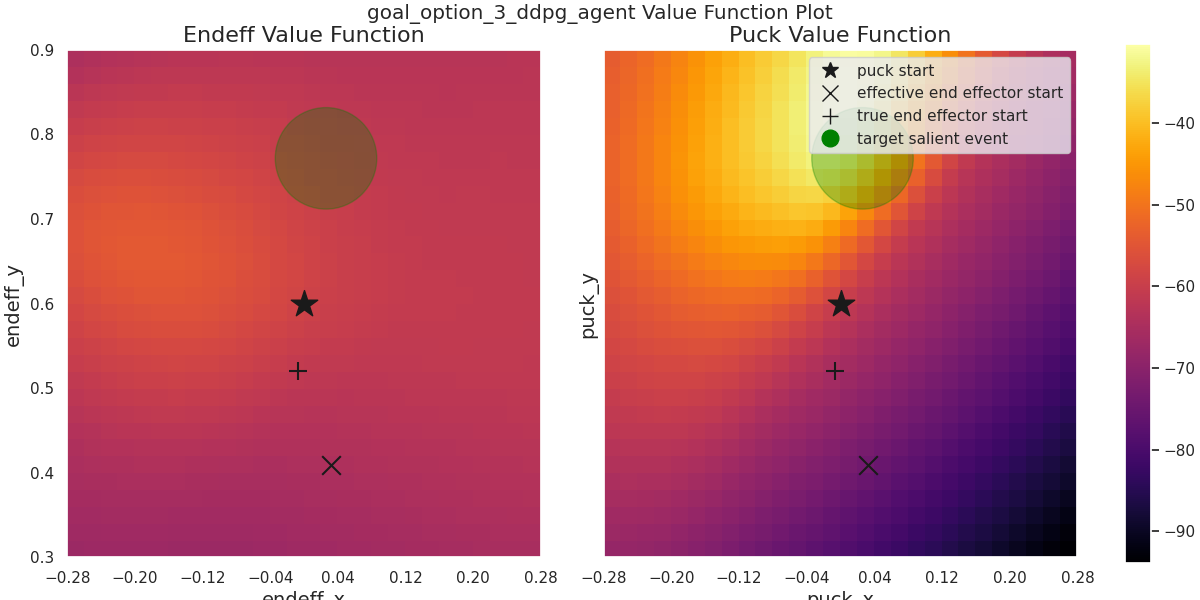 goal_option_3_ddpg_agent Value Function Plot
Endeff Value Function
Puck Value Function
puck start
effective end effector start
true end effector start
target salient event
endeff_y
0.9
0.8
0.7
0.6
0.5
0.4
0.3
−0.28 −0.20 −0.12 −0.04 0.04 0.12 0.20 0.28
endeff_x
puck_y
−0.28 −0.20 −0.12 −0.04 0.04 0.12 0.20 0.28
puck_x
−40
−50
−60
−70
−80
−90